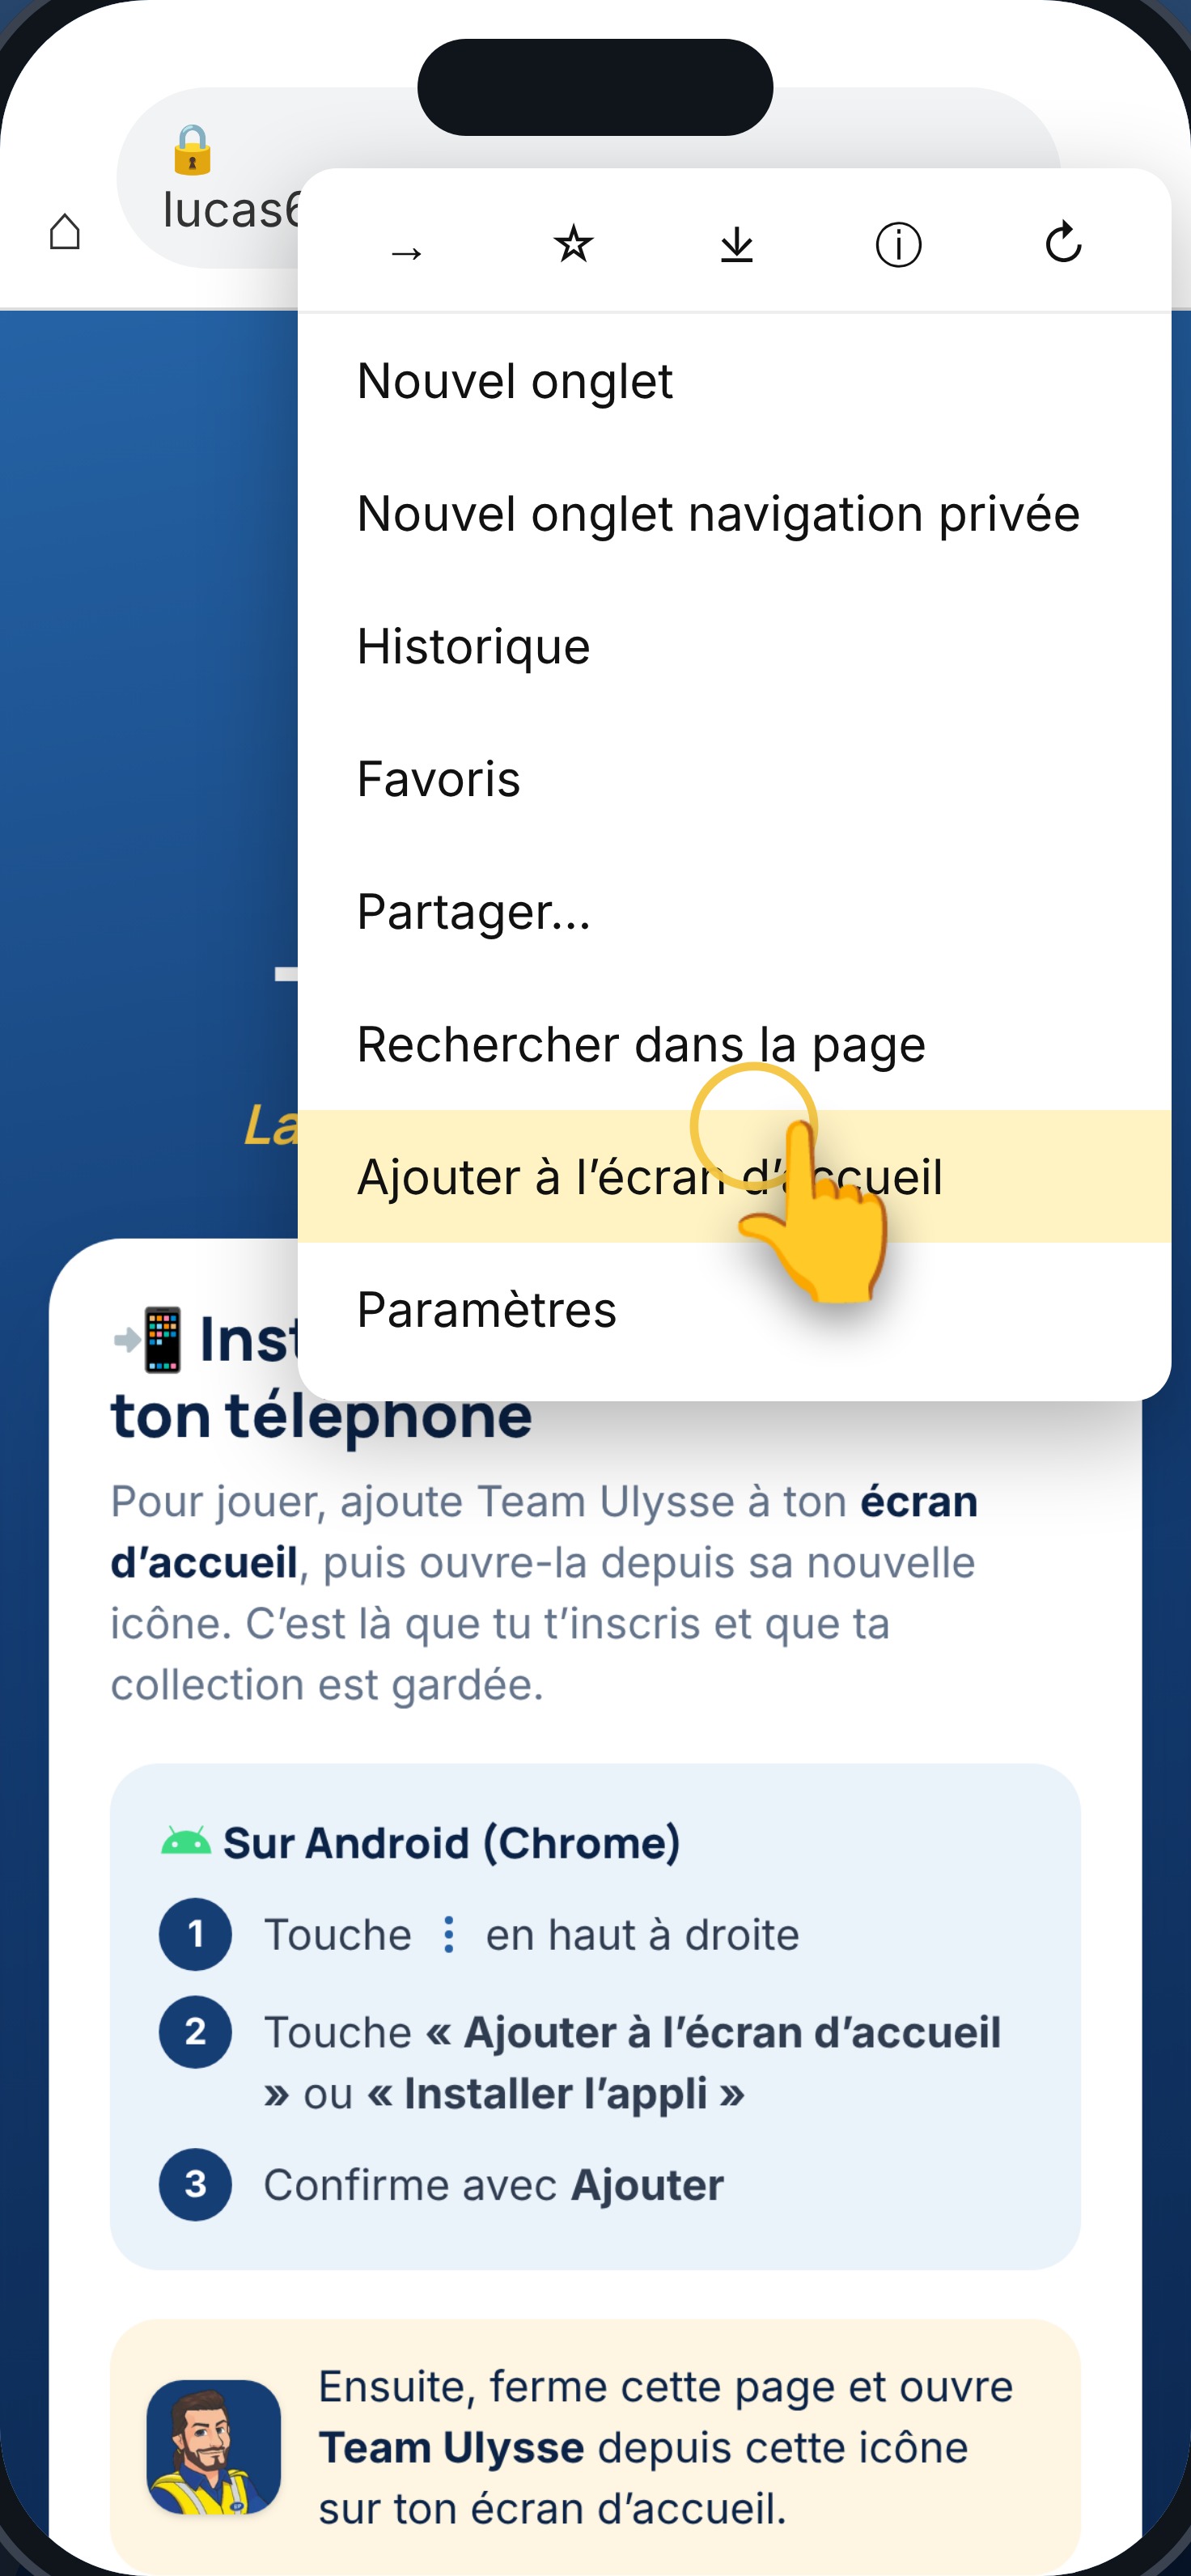 lucas6
Nouvel onglet
Nouvel onglet navigation privée
Historique
Favoris
Partager...
Rechercher dans la page
Ajouter à l’écran d’accueil
Paramètres
La
Inst
ton télephone
Pour jouer, ajoute Team Ulysse à ton écran
d’accueil, puis ouvre-la depuis sa nouvelle
icône. C’est là que tu t’inscris et que ta
collection est gardée.
Sur Android (Chrome)
1 Touche ⋮ en haut à droite
2 Touche « Ajouter à l’écran d’accueil
» ou « Installer l’appli »
3 Confirme avec Ajouter
Ensuite, ferme cette page et ouvre
Team Ulysse depuis cette icône
sur ton écran d’accueil.